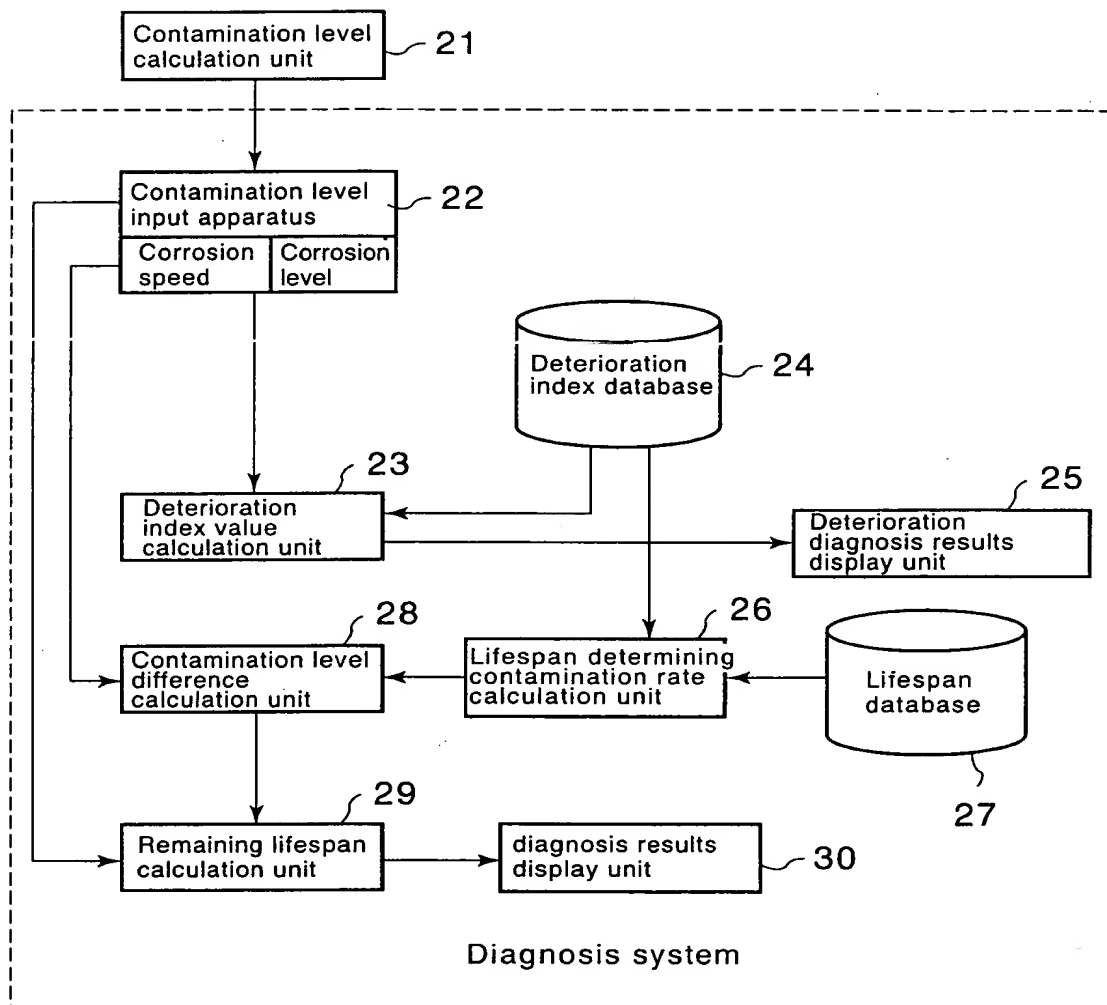 Contamination level
calculation unit
21
Contamination level
input apparatus
22
Corrosion
speed
Corrosion
level
Deterioration
index database
24
23
Deterioration
index value
calculation unit
25
Deterioration
diagnosis results
display unit
28
Contamination level
difference
calculation unit
26
Lifespan determining
contamination rate
calculation unit
Lifespan
database
27
29
Remaining lifespan
calculation unit
diagnosis results
display unit
30
Diagnosis system